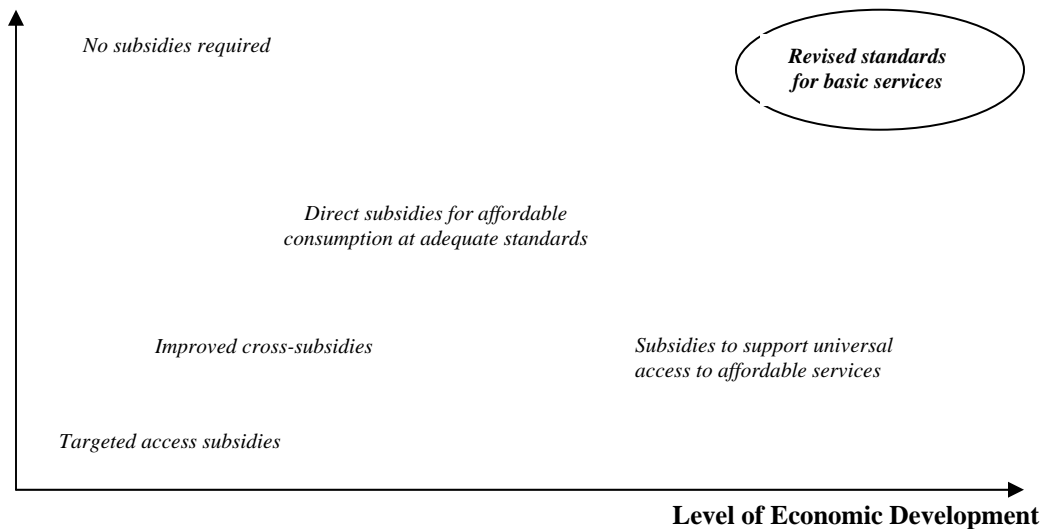 No subsidies required
Revised standards
for basic services
Direct subsidies for affordable
consumption at adequate standards
Improved cross-subsidies
Subsidies to support universal
access to affordable services
Targeted access subsidies
Level of Economic Development